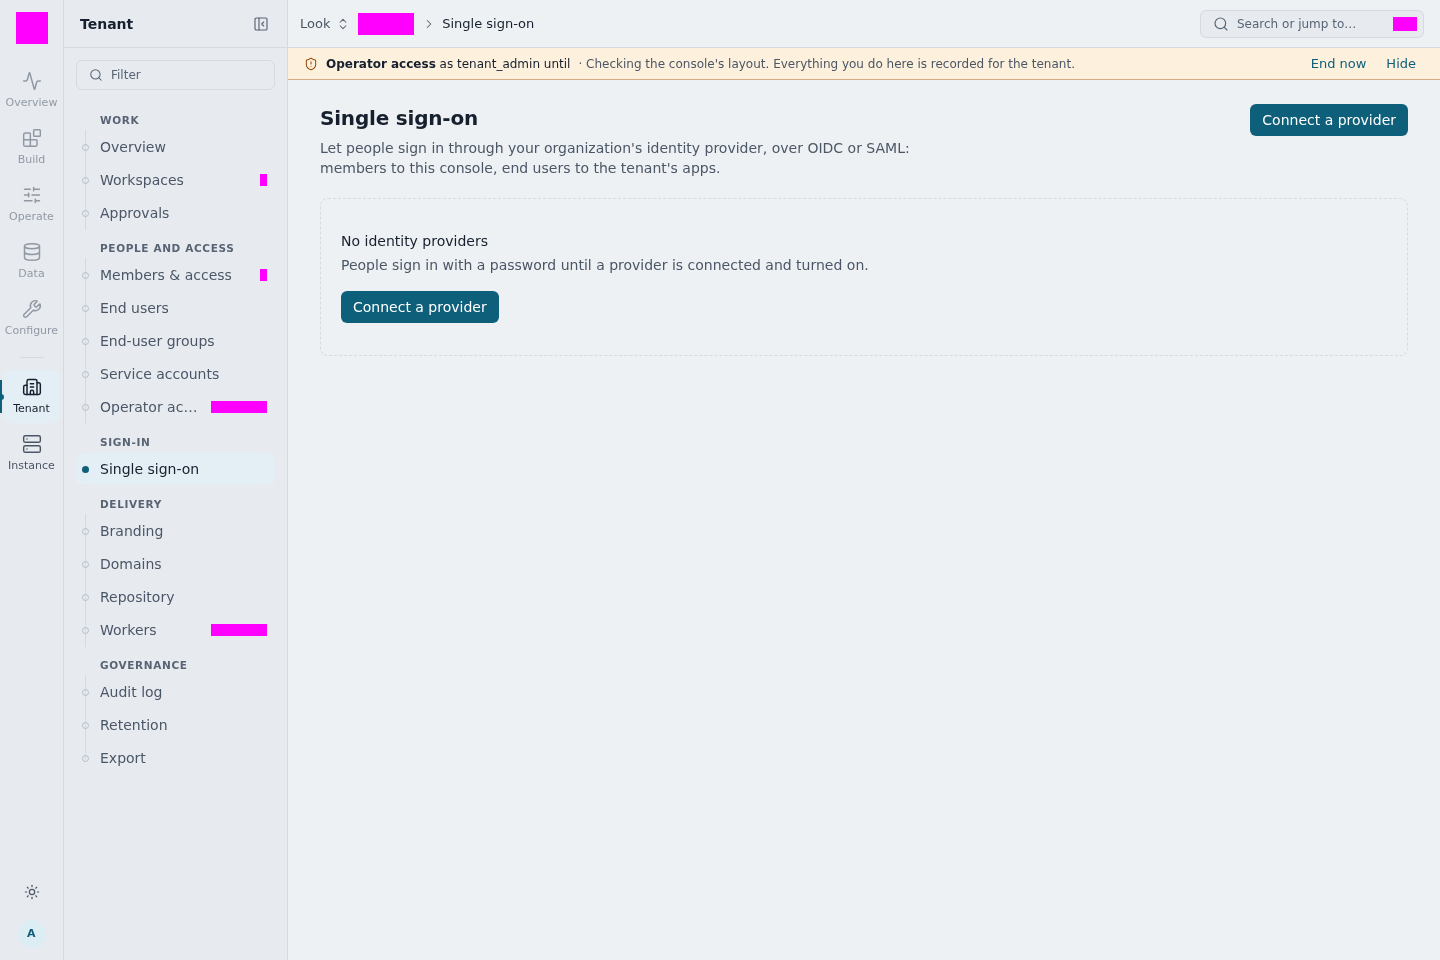 Tenant
Look
Single sign-on
Search or jump to…
Overview
Build
Operate
Data
Configure
Tenant
Instance
A
Filter
WORK
Overview
Workspaces
Approvals
PEOPLE AND ACCESS
Members & access
End users
End-user groups
Service accounts
Operator ac…
SIGN-IN
Single sign-on
DELIVERY
Branding
Domains
Repository
Workers
GOVERNANCE
Audit log
Retention
Export
Operator access as tenant_admin until · Checking the console's layout. Everything you do here is recorded for the tenant.
End now
Hide
Single sign-on
Connect a provider
Let people sign in through your organization's identity provider, over OIDC or SAML:
members to this console, end users to the tenant's apps.
No identity providers
People sign in with a password until a provider is connected and turned on.
Connect a provider